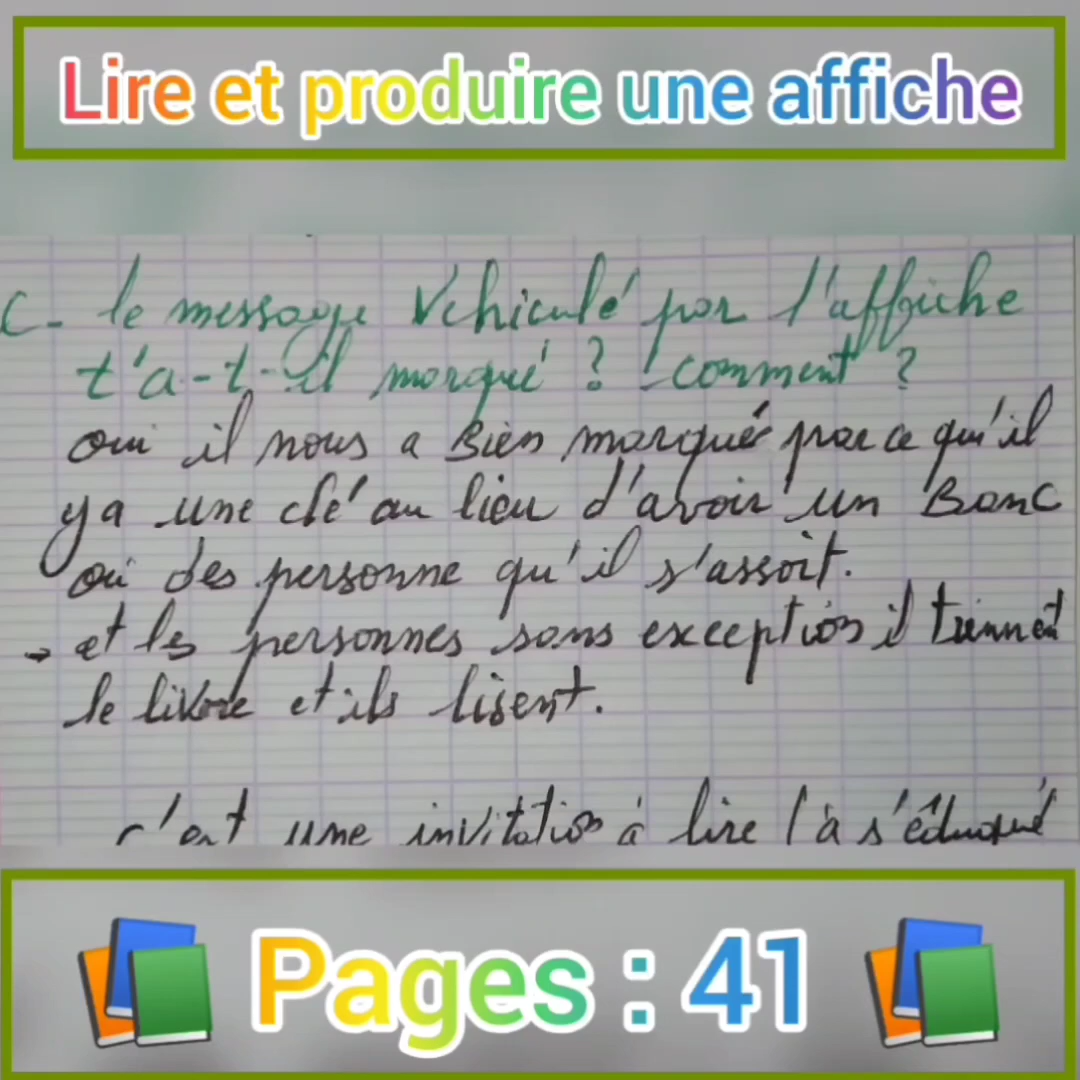 Lire et produire une affiche
C- le message véhiculé par l'affiche
t'a-t-il marqué ? comment ?
oui il nous a Bien marqué parce qu'il
ya une clé au lieu d'avoir un Banc
où des personne qu'il s'assoit.
→ et les personnes sans exception il tiennent
le livre et ils lisent.
c'est une invitation à lire / à s'éduqué
Pages : 41